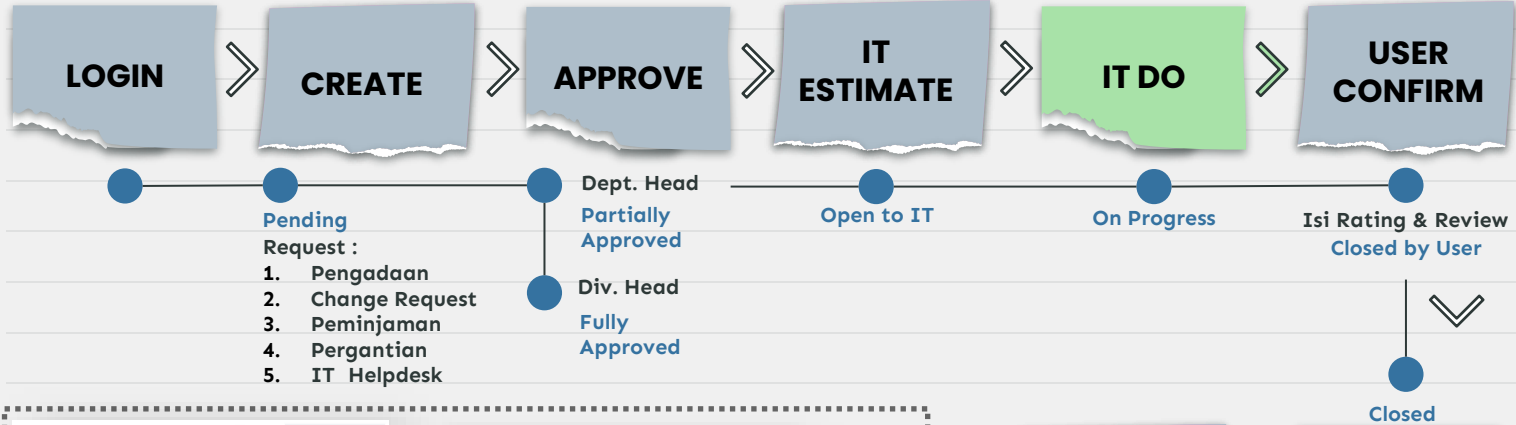 LOGIN
CREATE
APPROVE
IT
ESTIMATE
IT DO
USER
CONFIRM
Pending
Request :
1. Pengadaan
2. Change Request
3. Peminjaman
4. Pergantian
5. IT Helpdesk
Dept. Head
Partially
Approved
Div. Head
Fully
Approved
Open to IT
On Progress
Isi Rating & Review
Closed by User
Closed